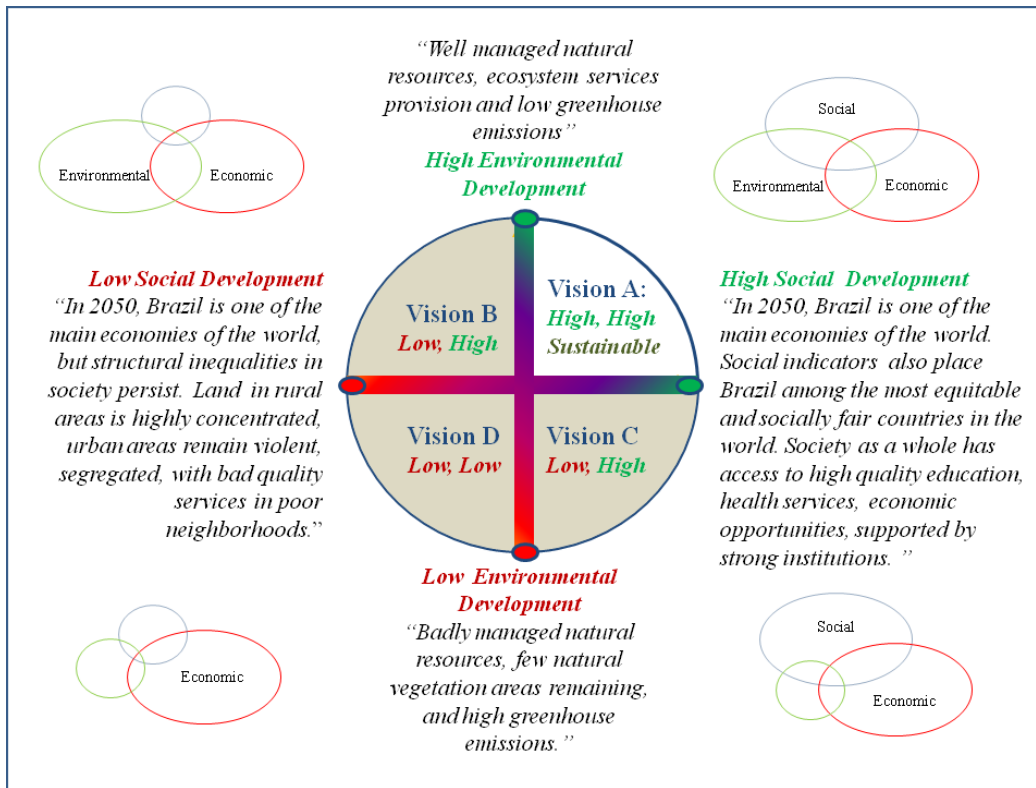 “Well managed natural
resources, ecosystem services
provision and low greenhouse
emissions”
High Environmental
Development
Environmental
Economic
Social
Environmental
Economic
Low Social Development
“In 2050, Brazil is one of the
main economies of the world,
but structural inequalities in
society persist. Land in rural
areas is highly concentrated,
urban areas remain violent,
segregated, with bad quality
services in poor
neighborhoods.”
Vision B
Low, High
Vision A:
High, High
Sustainable
Vision D
Low, Low
Vision C
Low, High
High Social Development
“In 2050, Brazil is one of the
main economies of the world.
Social indicators also place
Brazil among the most equitable
and socially fair countries in the
world. Society as a whole has
access to high quality education,
health services, economic
opportunities, supported by
strong institutions. ”
Low Environmental
Development
“Badly managed natural
resources, few natural
vegetation areas remaining,
and high greenhouse
emissions.”
Economic
Social
Economic